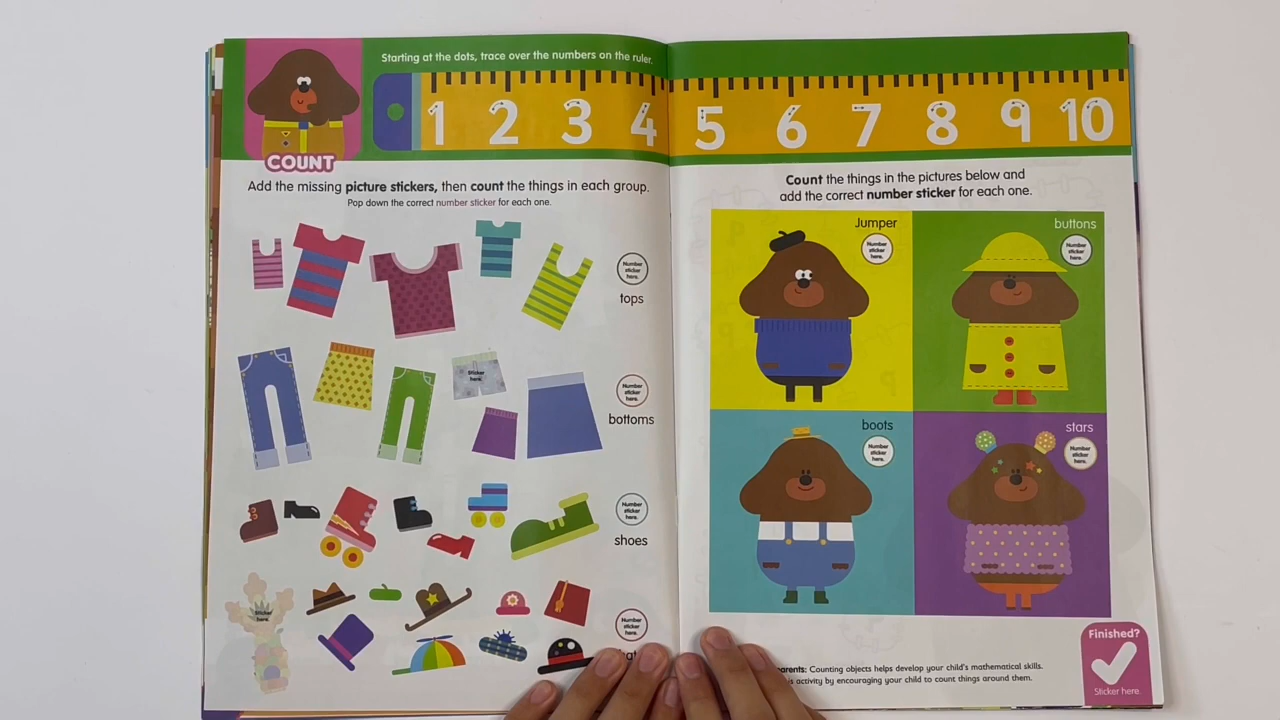 Starting at the dots, trace over the numbers on the ruler.
1 2 3 4 5 6 7 8 9 10
COUNT
Add the missing picture stickers, then count the things in each group.
Pop down the correct number sticker for each one.
Number
sticker
here.
tops
Sticker
here.
Number
sticker
here.
bottoms
Number
sticker
here.
shoes
Sticker
here.
Number
sticker
here.
Count the things in the pictures below and
add the correct number sticker for each one.
Jumper
Number
sticker
here.
buttons
Number
sticker
here.
boots
Number
sticker
here.
stars
Number
sticker
here.
Counting objects helps develop your child's mathematical skills.
activity by encouraging your child to count things around them.
Finished?
Sticker here.